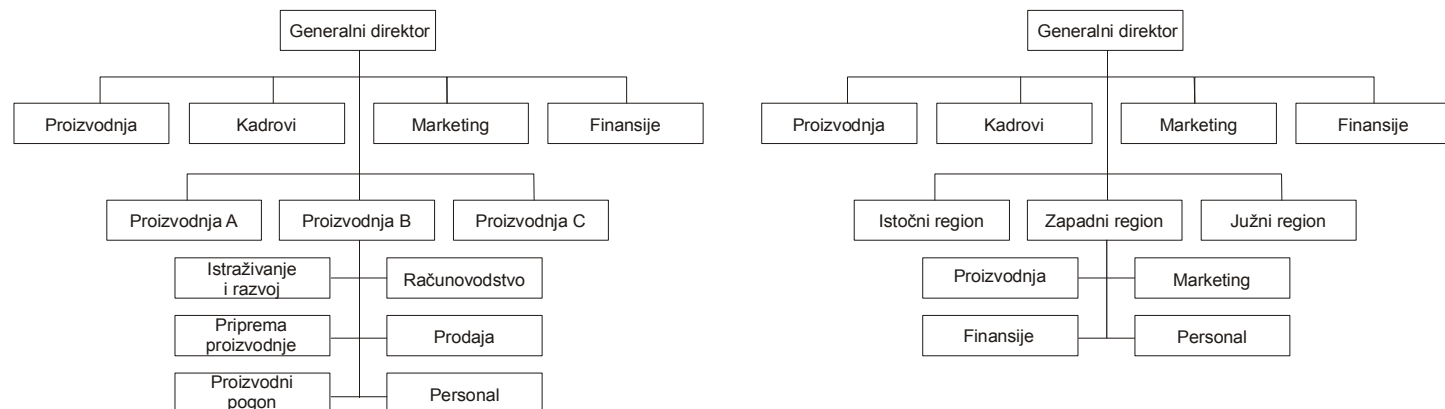 Generalni direktor
Proizvodnja
Kadrovi
Marketing
Finansije
Proizvodnja A
Proizvodnja B
Proizvodnja C
Istraživanje
i razvoj
Računovodstvo
Priprema
proizvodnje
Prodaja
Proizvodni
pogon
Personal
Generalni direktor
Proizvodnja
Kadrovi
Marketing
Finansije
Istočni region
Zapadni region
Južni region
Proizvodnja
Marketing
Finansije
Personal